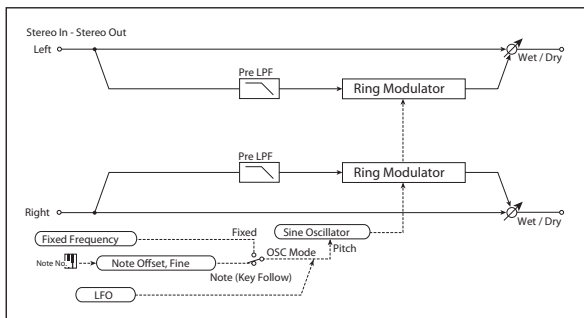 Stereo In - Stereo Out
Left
Wet / Dry
Pre LPF
Ring Modulator
Pre LPF
Ring Modulator
Right
Wet / Dry
Fixed Frequency
Fixed
Sine Oscillator
OSC Mode
Pitch
Note No.
Note Offset, Fine
Note (Key Follow)
LFO